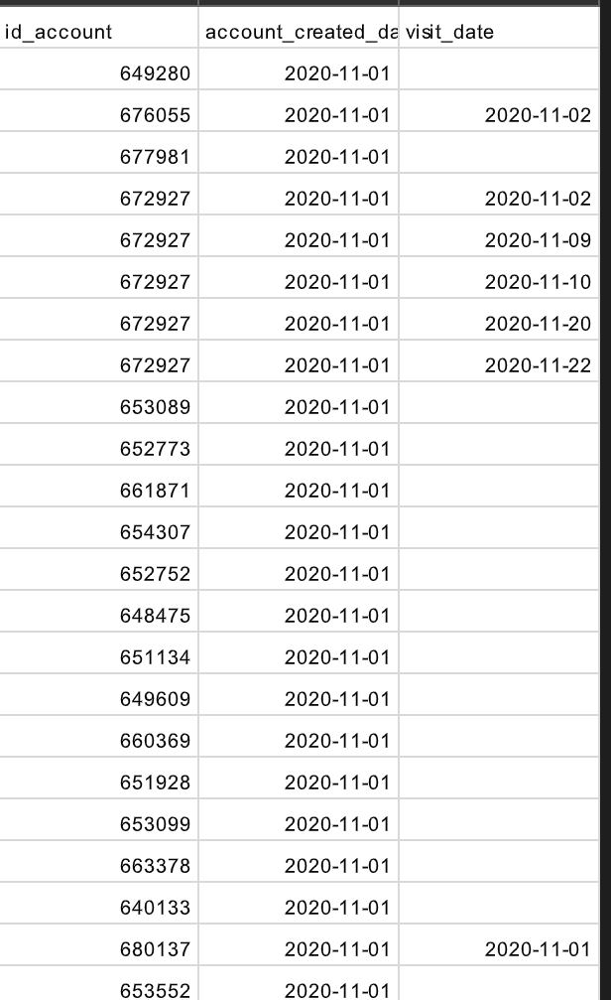 id_account account_created_da visit_date
649280 2020-11-01
676055 2020-11-01 2020-11-02
677981 2020-11-01
672927 2020-11-01 2020-11-02
672927 2020-11-01 2020-11-09
672927 2020-11-01 2020-11-10
672927 2020-11-01 2020-11-20
672927 2020-11-01 2020-11-22
653089 2020-11-01
652773 2020-11-01
661871 2020-11-01
654307 2020-11-01
652752 2020-11-01
648475 2020-11-01
651134 2020-11-01
649609 2020-11-01
660369 2020-11-01
651928 2020-11-01
653099 2020-11-01
663378 2020-11-01
640133 2020-11-01
680137 2020-11-01 2020-11-01
653552 2020-11-01